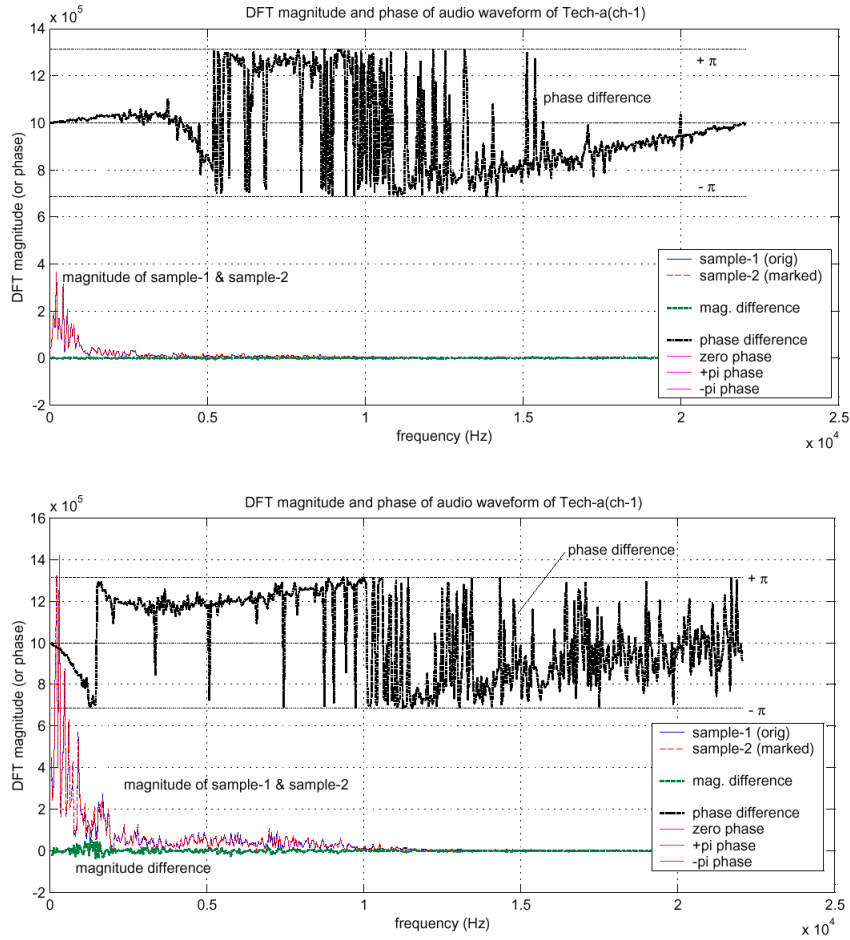 DFT magnitude and phase of audio waveform of Tech-a(ch-1)
x 10^5
14
12
10
8
6
4
2
0
-2
DFT magnitude (or phase)
+ π
phase difference
- π
magnitude of sample-1 & sample-2
sample-1 (orig)
sample-2 (marked)
mag. difference
phase difference
zero phase
+pi phase
-pi phase
0 0.5 1 1.5 2 2.5
frequency (Hz)
x 10^4
DFT magnitude and phase of audio waveform of Tech-a(ch-1)
x 10^5
16
14
12
10
8
6
4
2
0
-2
DFT magnitude (or phase)
phase difference
+ π
- π
magnitude of sample-1 & sample-2
magnitude difference
sample-1 (orig)
sample-2 (marked)
mag. difference
phase difference
zero phase
+pi phase
-pi phase
0 0.5 1 1.5 2 2.5
frequency (Hz)
x 10^4